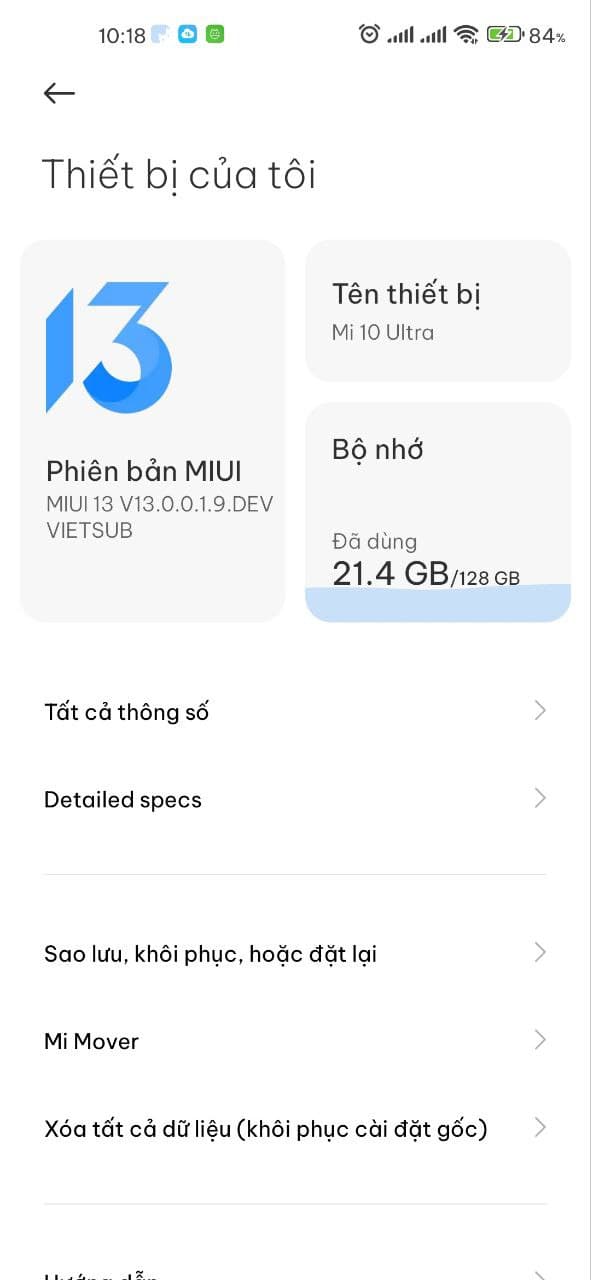 10:18
84%
Thiết bị của tôi
13
Phiên bản MIUI
MIUI 13 V13.0.0.1.9.DEV
VIETSUB
Tên thiết bị
Mi 10 Ultra
Bộ nhớ
Đã dùng
21.4 GB/128 GB
Tất cả thông số
Detailed specs
Sao lưu, khôi phục, hoặc đặt lại
Mi Mover
Xóa tất cả dữ liệu (khôi phục cài đặt gốc)